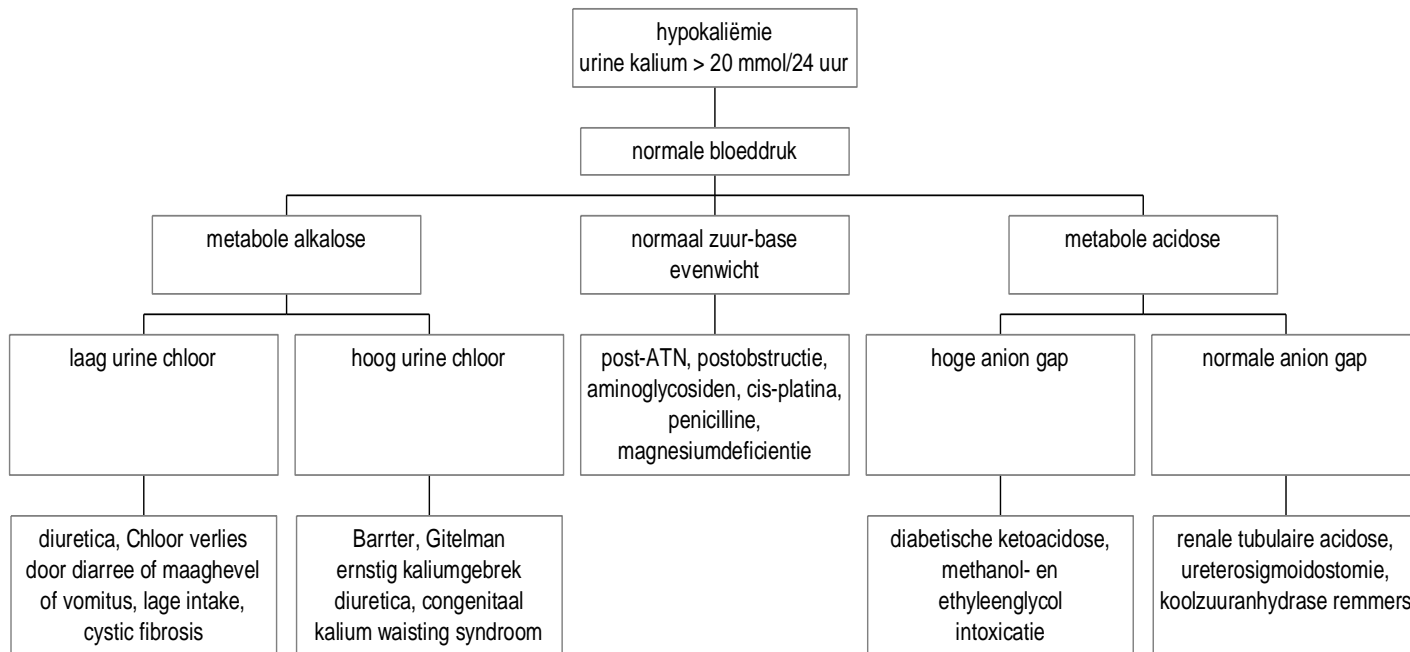 hypokaliëmie
urine kalium > 20 mmol/24 uur
normale bloeddruk
metabole alkalose
normaal zuur-base
evenwicht
metabole acidose
laag urine chloor
hoog urine chloor
post-ATN, postobstructie,
aminoglycosiden, cis-platina,
penicilline,
magnesiumdeficientie
hoge anion gap
normale anion gap
diuretica, Chloor verlies
door diarree of maaghevel
of vomitus, lage intake,
cystic fibrosis
Barrter, Gitelman
ernstig kaliumgebrek
diuretica, congenitaal
kalium waisting syndroom
diabetische ketoacidose,
methanol- en
ethyleenglycol
intoxicatie
renale tubulaire acidose,
ureterosigmoidostomie,
koolzuuranhydrase remmers